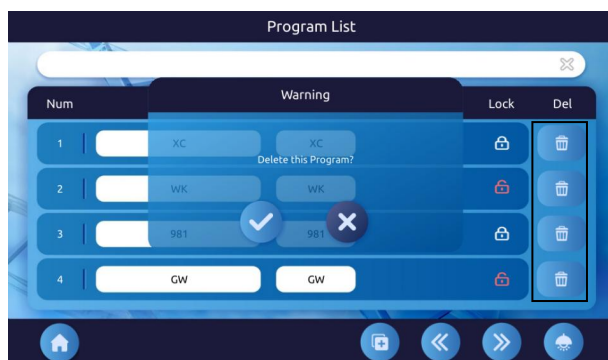 Program List
Num
Warning
Lock
Del
1
XC
XC
Delete this Program?
2
WK
WK
3
981
981
4
GW
GW